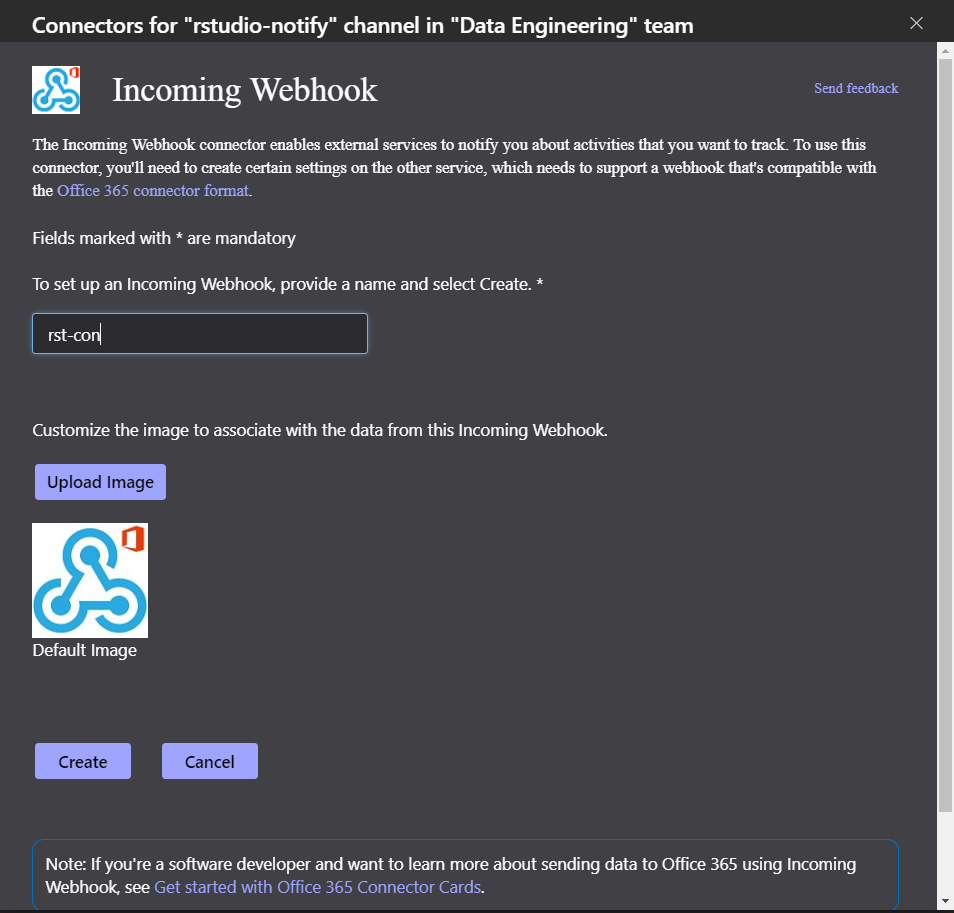 Connectors for "rstudio-notify" channel in "Data Engineering" team
Incoming Webhook
Send feedback
The Incoming Webhook connector enables external services to notify you about activities that you want to track. To use this
connector, you'll need to create certain settings on the other service, which needs to support a webhook that's compatible with
the Office 365 connector format.
Fields marked with * are mandatory
To set up an Incoming Webhook, provide a name and select Create. *
rst-con
Customize the image to associate with the data from this Incoming Webhook.
Upload Image
Default Image
Create Cancel
Note: If you're a software developer and want to learn more about sending data to Office 365 using Incoming
Webhook, see Get started with Office 365 Connector Cards.